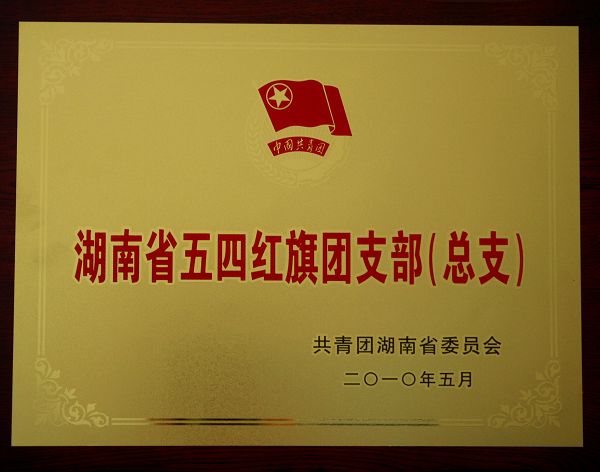 中国共青团
湖南省五四红旗团支部(总支)
共青团湖南省委员会
二〇一〇年五月